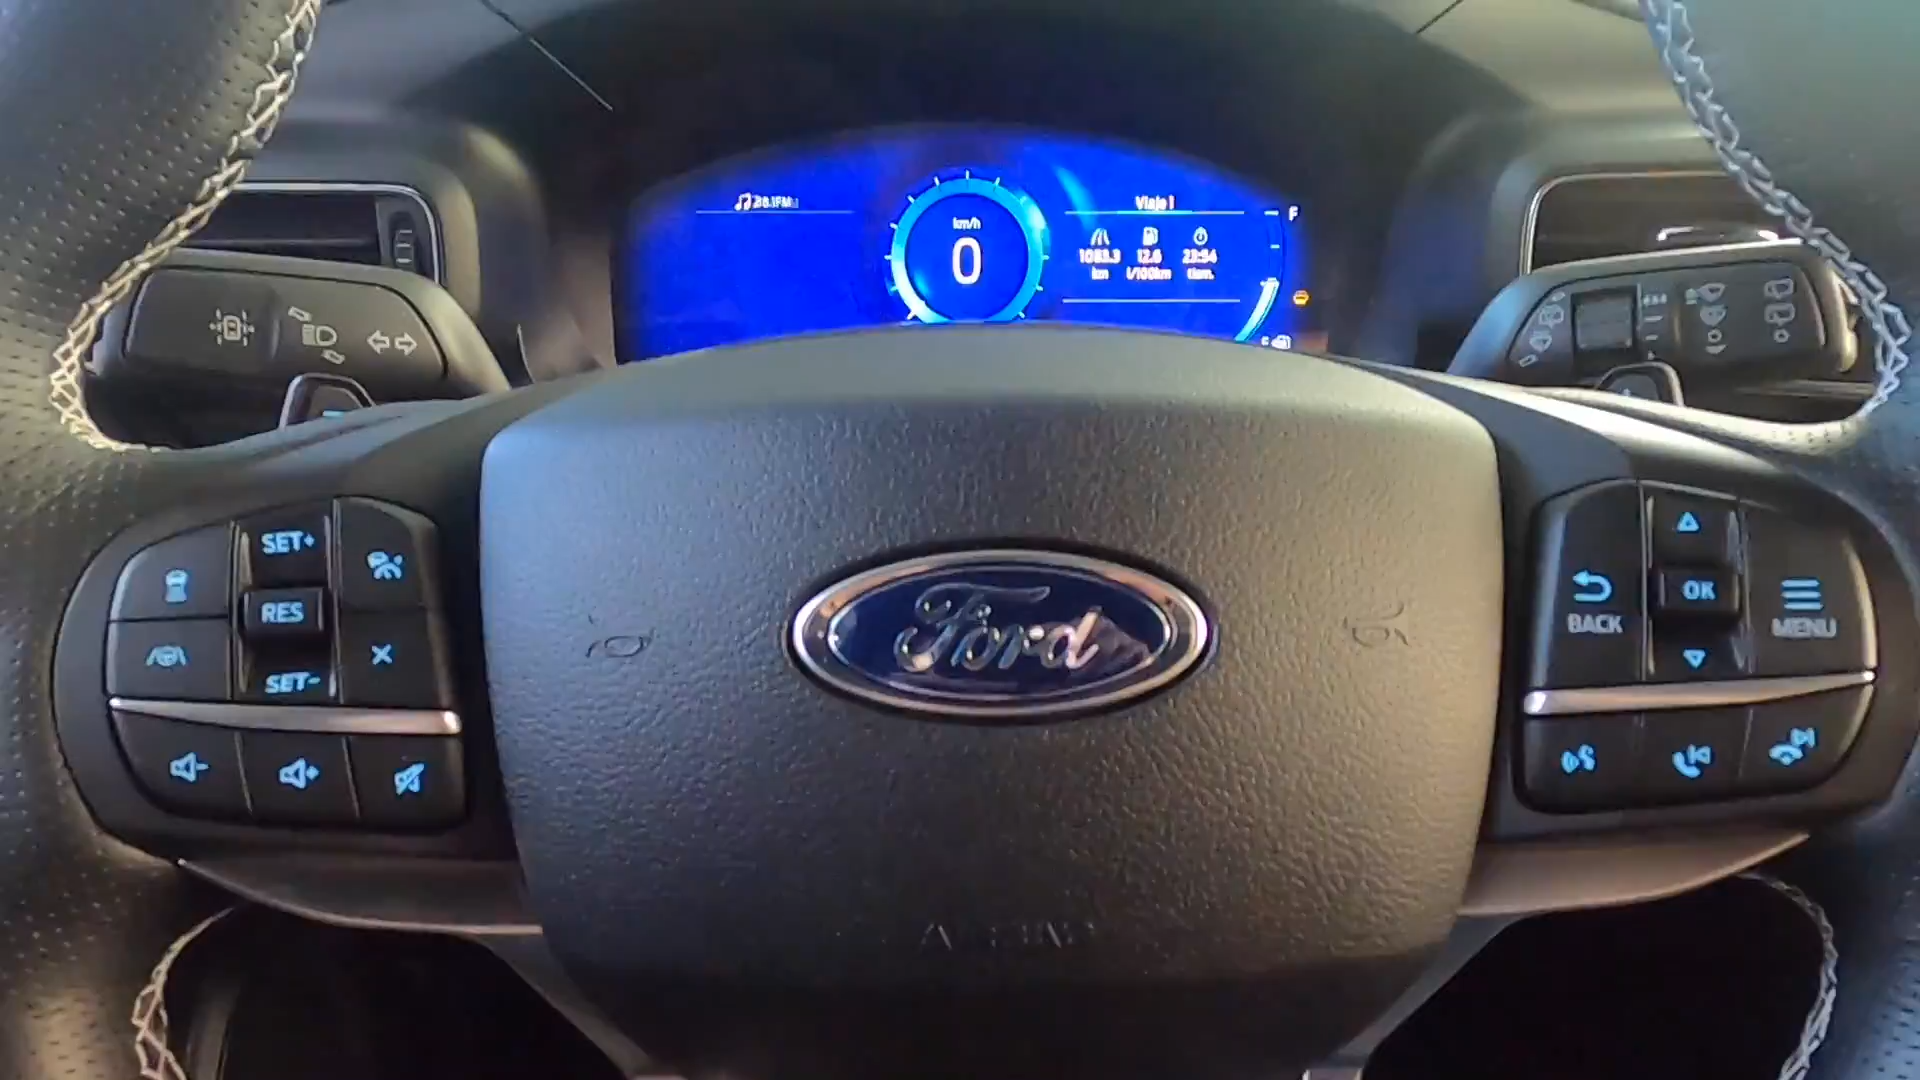 Viaje 1
F
km/h
0
1083.3
12.6
23:54
km
l/100km
SET+
RES
SET-
Ford
BACK
OK
MENU